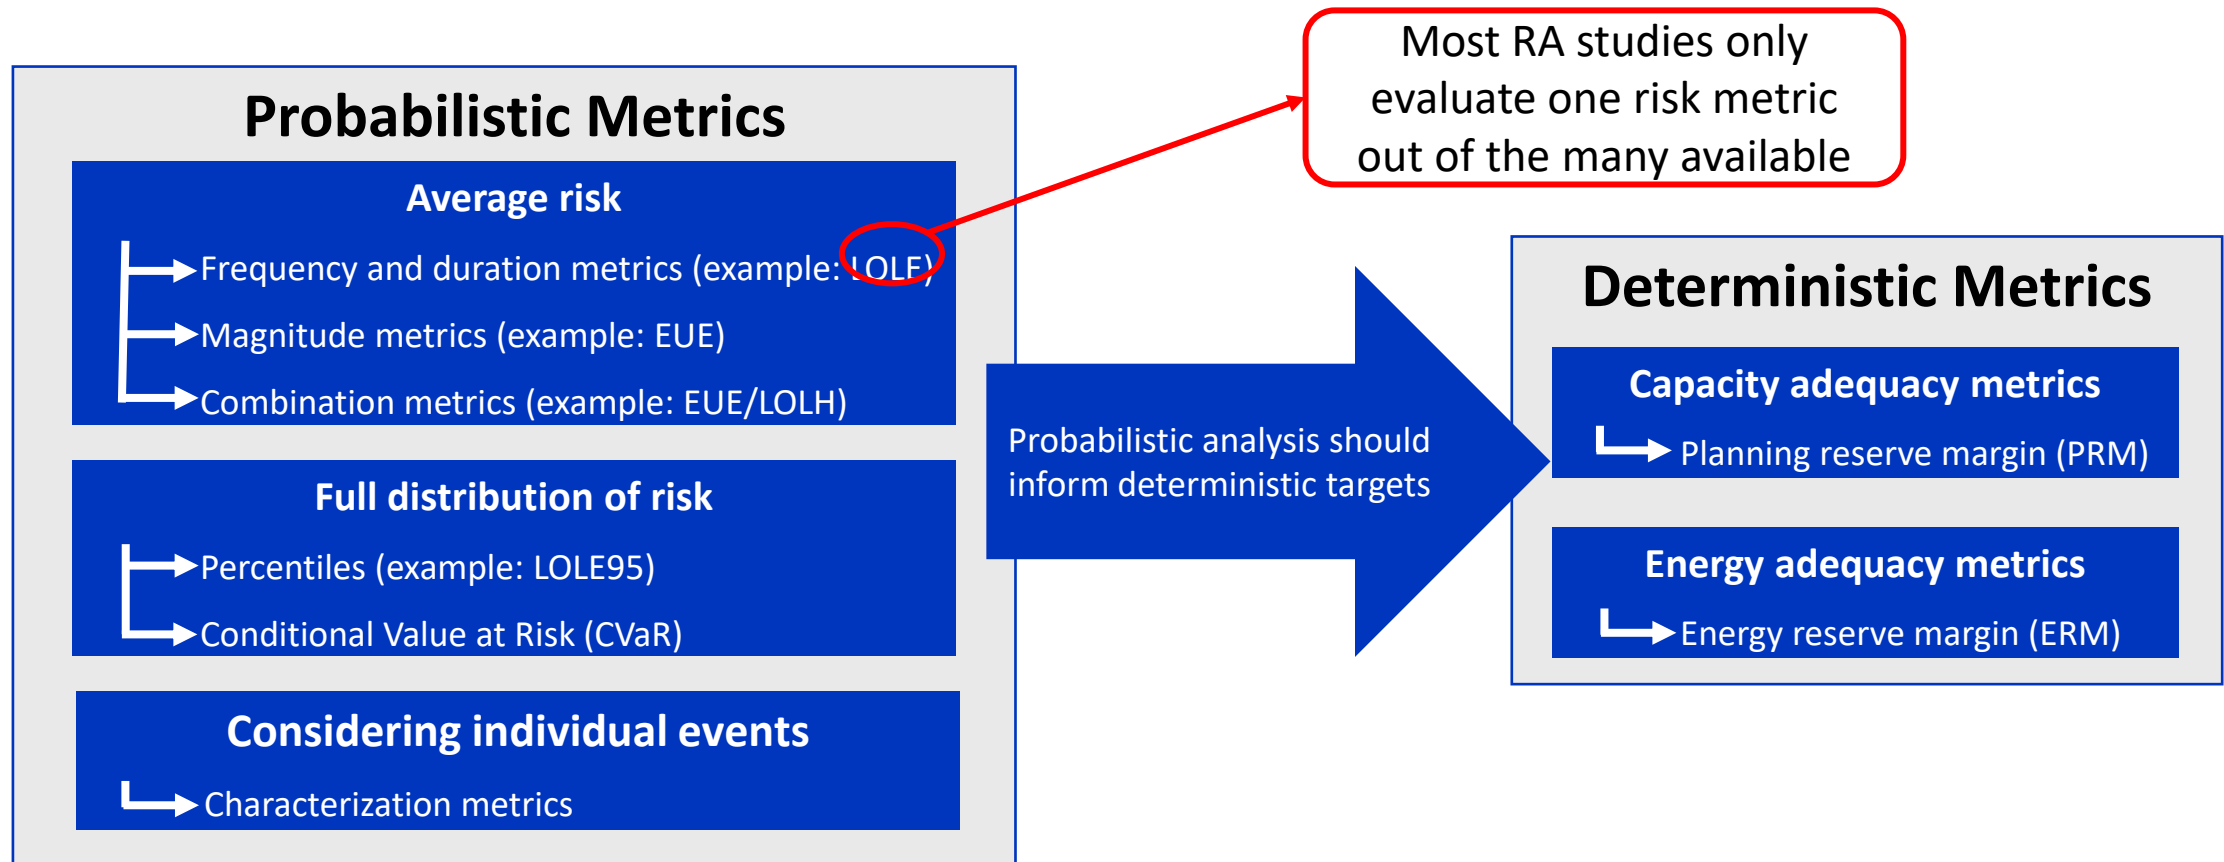 Most RA studies only
evaluate one risk metric
out of the many available
Probabilistic Metrics
Average risk
Frequency and duration metrics (example: LOLE)
Magnitude metrics (example: EUE)
Combination metrics (example: EUE/LOLH)
Full distribution of risk
Percentiles (example: LOLE95)
Conditional Value at Risk (CVaR)
Considering individual events
Characterization metrics
Probabilistic analysis should
inform deterministic targets
Deterministic Metrics
Capacity adequacy metrics
Planning reserve margin (PRM)
Energy adequacy metrics
Energy reserve margin (ERM)